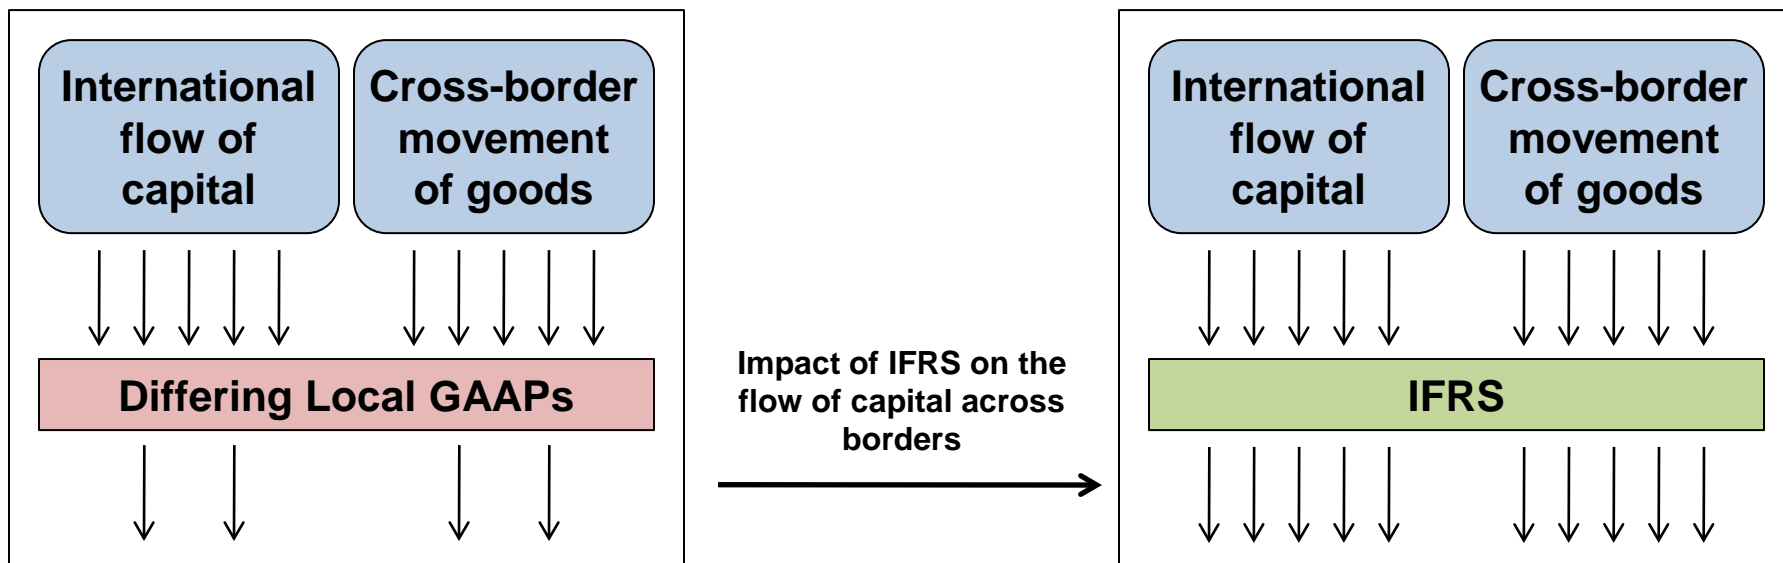 International
flow of
capital
Cross-border
movement
of goods
Differing Local GAAPs
Impact of IFRS on the
flow of capital across
borders
International
flow of
capital
Cross-border
movement
of goods
IFRS